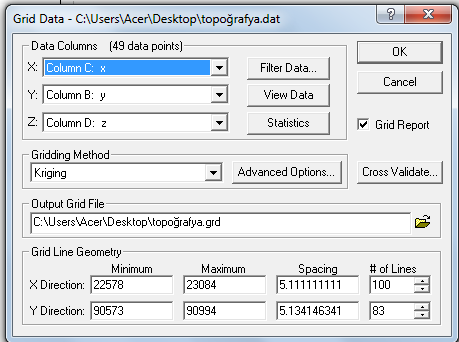 Grid Data - C:\Users\Acer\Desktop\topoğrafya.dat
Data Columns (49 data points)
X: Column C: x
Filter Data...
OK
Y: Column B: y
View Data
Cancel
Z: Column D: z
Statistics
Grid Report
Gridding Method
Kriging
Advanced Options...
Cross Validate...
Output Grid File
C:\Users\Acer\Desktop\topoğrafya.grd
Grid Line Geometry
Minimum Maximum Spacing # of Lines
X Direction: 22578 23084 5.111111111 100
Y Direction: 90573 90994 5.134146341 83